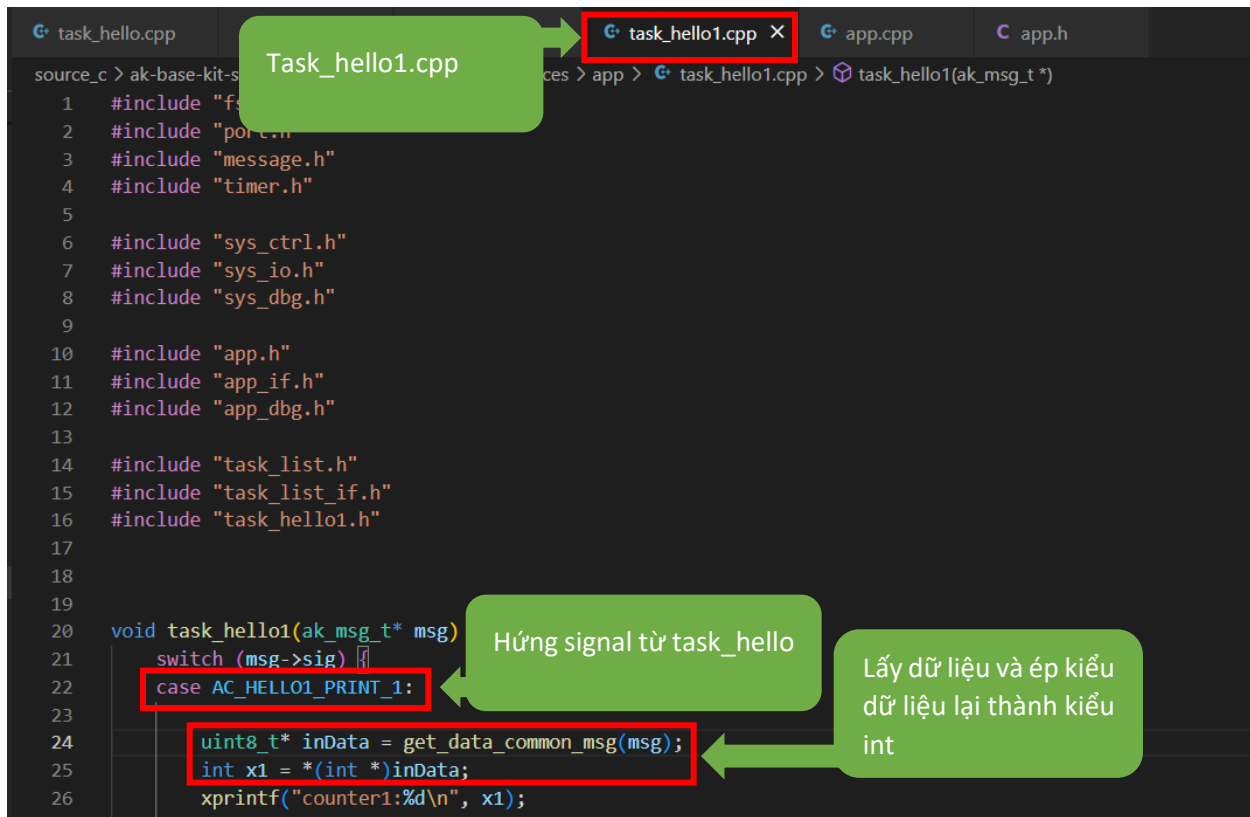 task_hello.cpp
Task_hello1.cpp
task_hello1.cpp ×
app.cpp
C app.h
source_c > ak-base-kit-s ces > app > task_hello1.cpp > task_hello1(ak_msg_t *)
1 #include "fs
2 #include "port.h"
3 #include "message.h"
4 #include "timer.h"
5
6 #include "sys_ctrl.h"
7 #include "sys_io.h"
8 #include "sys_dbg.h"
9
10 #include "app.h"
11 #include "app_if.h"
12 #include "app_dbg.h"
13
14 #include "task_list.h"
15 #include "task_list_if.h"
16 #include "task_hello1.h"
17
18
19
20 void task_hello1(ak_msg_t* msg)
21 switch (msg->sig) {
22 case AC_HELLO1_PRINT_1:
23
24 uint8_t* inData = get_data_common_msg(msg);
25 int x1 = *(int *)inData;
26 xprintf("counter1:%d\n", x1);
Hứng signal từ task_hello
Lấy dữ liệu và ép kiểu
dữ liệu lại thành kiểu
int